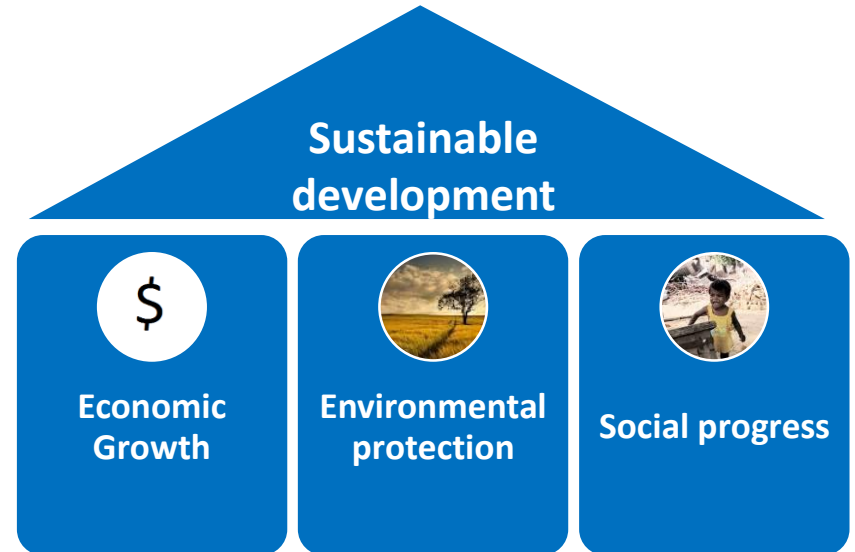 Sustainable
development
$
Economic
Growth
Environmental
protection
Social progress